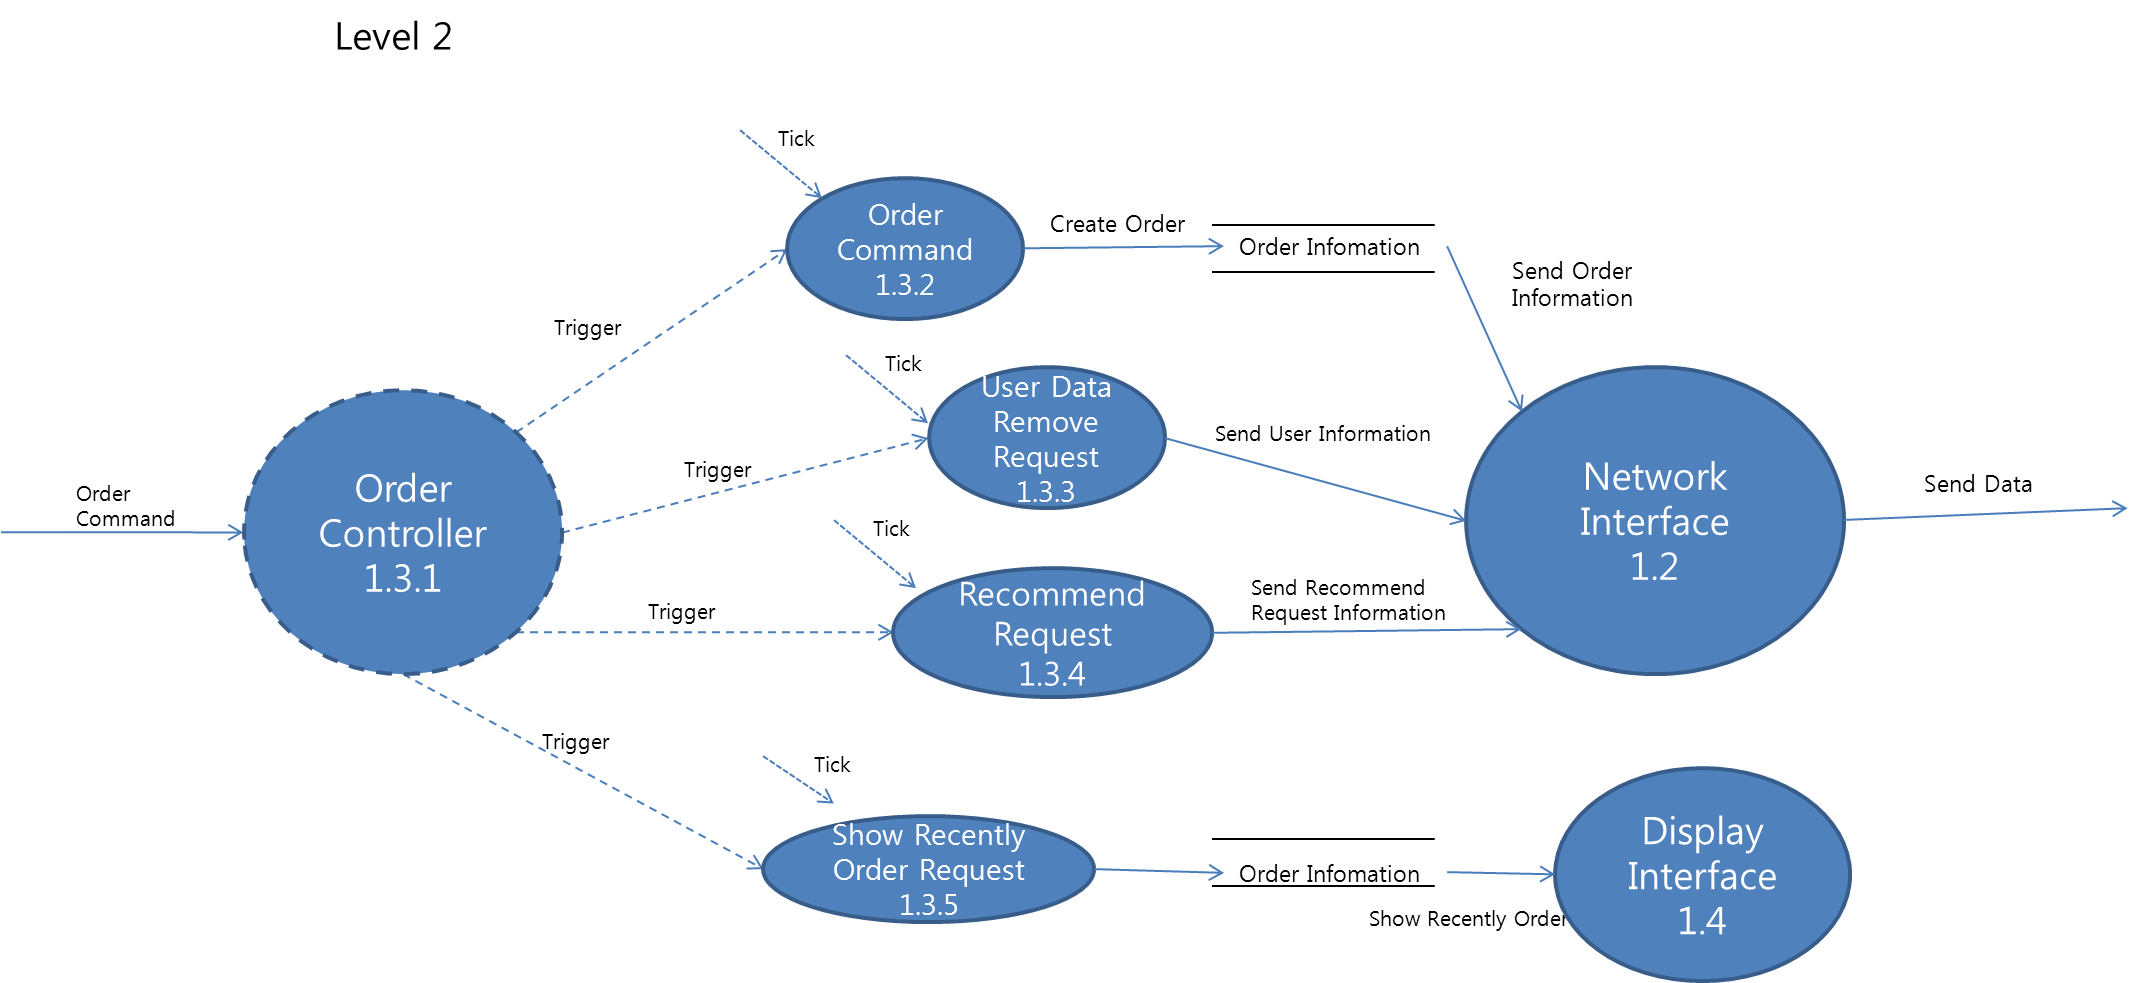 Level 2
Tick
Order
Command
1.3.2
Create Order
Order Infomation
Send Order
Information
Trigger
Tick
User Data
Remove
Request
1.3.3
Send User Information
Trigger
Order
Command
Order
Controller
1.3.1
Network
Interface
1.2
Send Data
Tick
Recommend
Request
1.3.4
Send Recommend
Request Information
Trigger
Trigger
Tick
Show Recently
Order Request
1.3.5
Order Infomation
Show Recently Order
Display
Interface
1.4